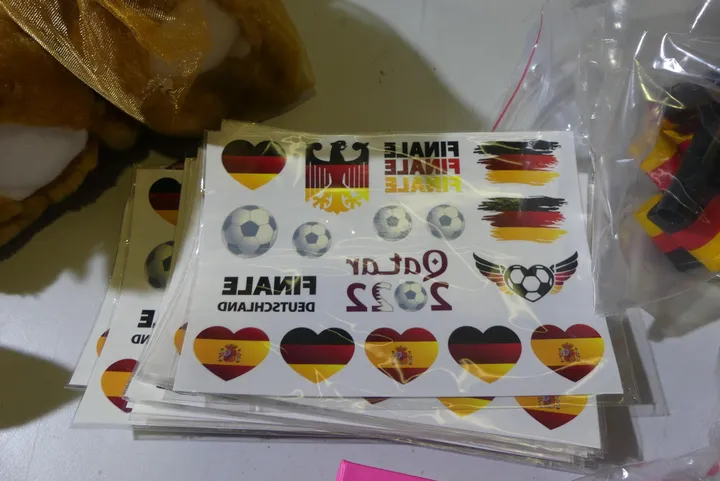 FINALE
FINALE
FINALE
Qatar
2022
FINALE
DEUTSCHLAND